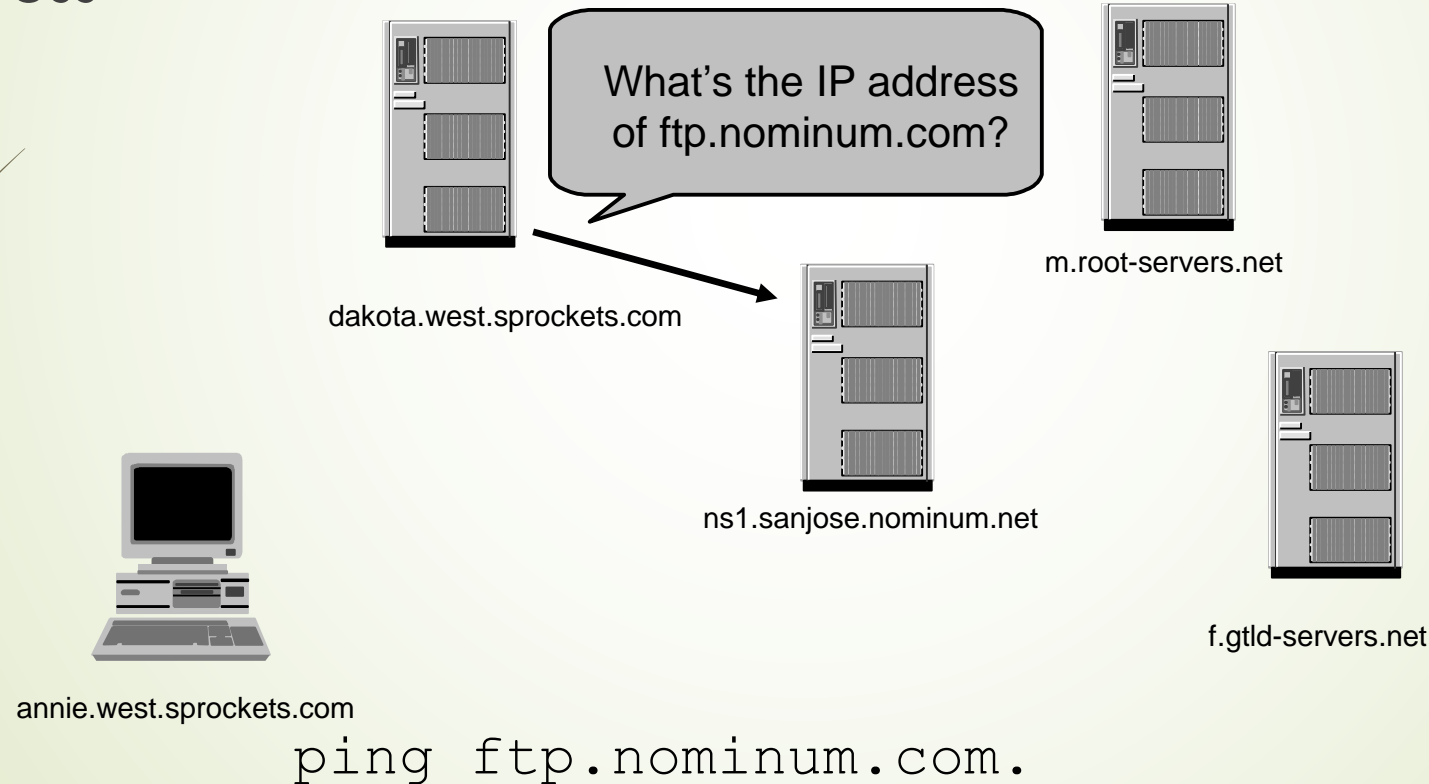 What’s the IP address
of ftp.nominum.com?
m.root-servers.net
dakota.west.sprockets.com
ns1.sanjose.nominum.net
f.gtld-servers.net
annie.west.sprockets.com
ping ftp.nominum.com.